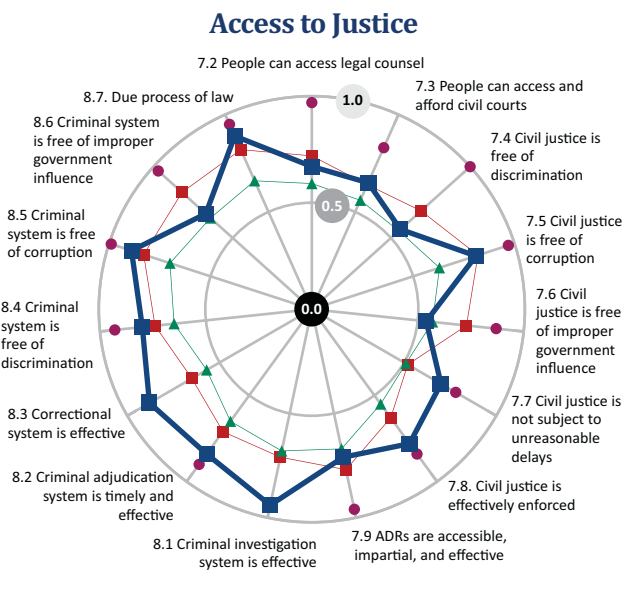 Access to Justice
7.2 People can access legal counsel
1.0
7.3 People can access and
afford civil courts
7.4 Civil justice is
free of
discrimination
7.5 Civil justice
is free of
corruption
7.6 Civil
justice is free
of improper
government
influence
7.7 Civil justice is
not subject to
unreasonable
delays
7.8. Civil justice is
effectively enforced
7.9 ADRs are accessible,
impartial, and effective
8.1 Criminal investigation
system is effective
8.2 Criminal adjudication
system is timely and
effective
8.3 Correctional
system is effective
8.4 Criminal
system is
free of
discrimination
8.5 Criminal
system is free
of corruption
8.6 Criminal system
is free of improper
government
influence
8.7. Due process of law
0.5
0.0